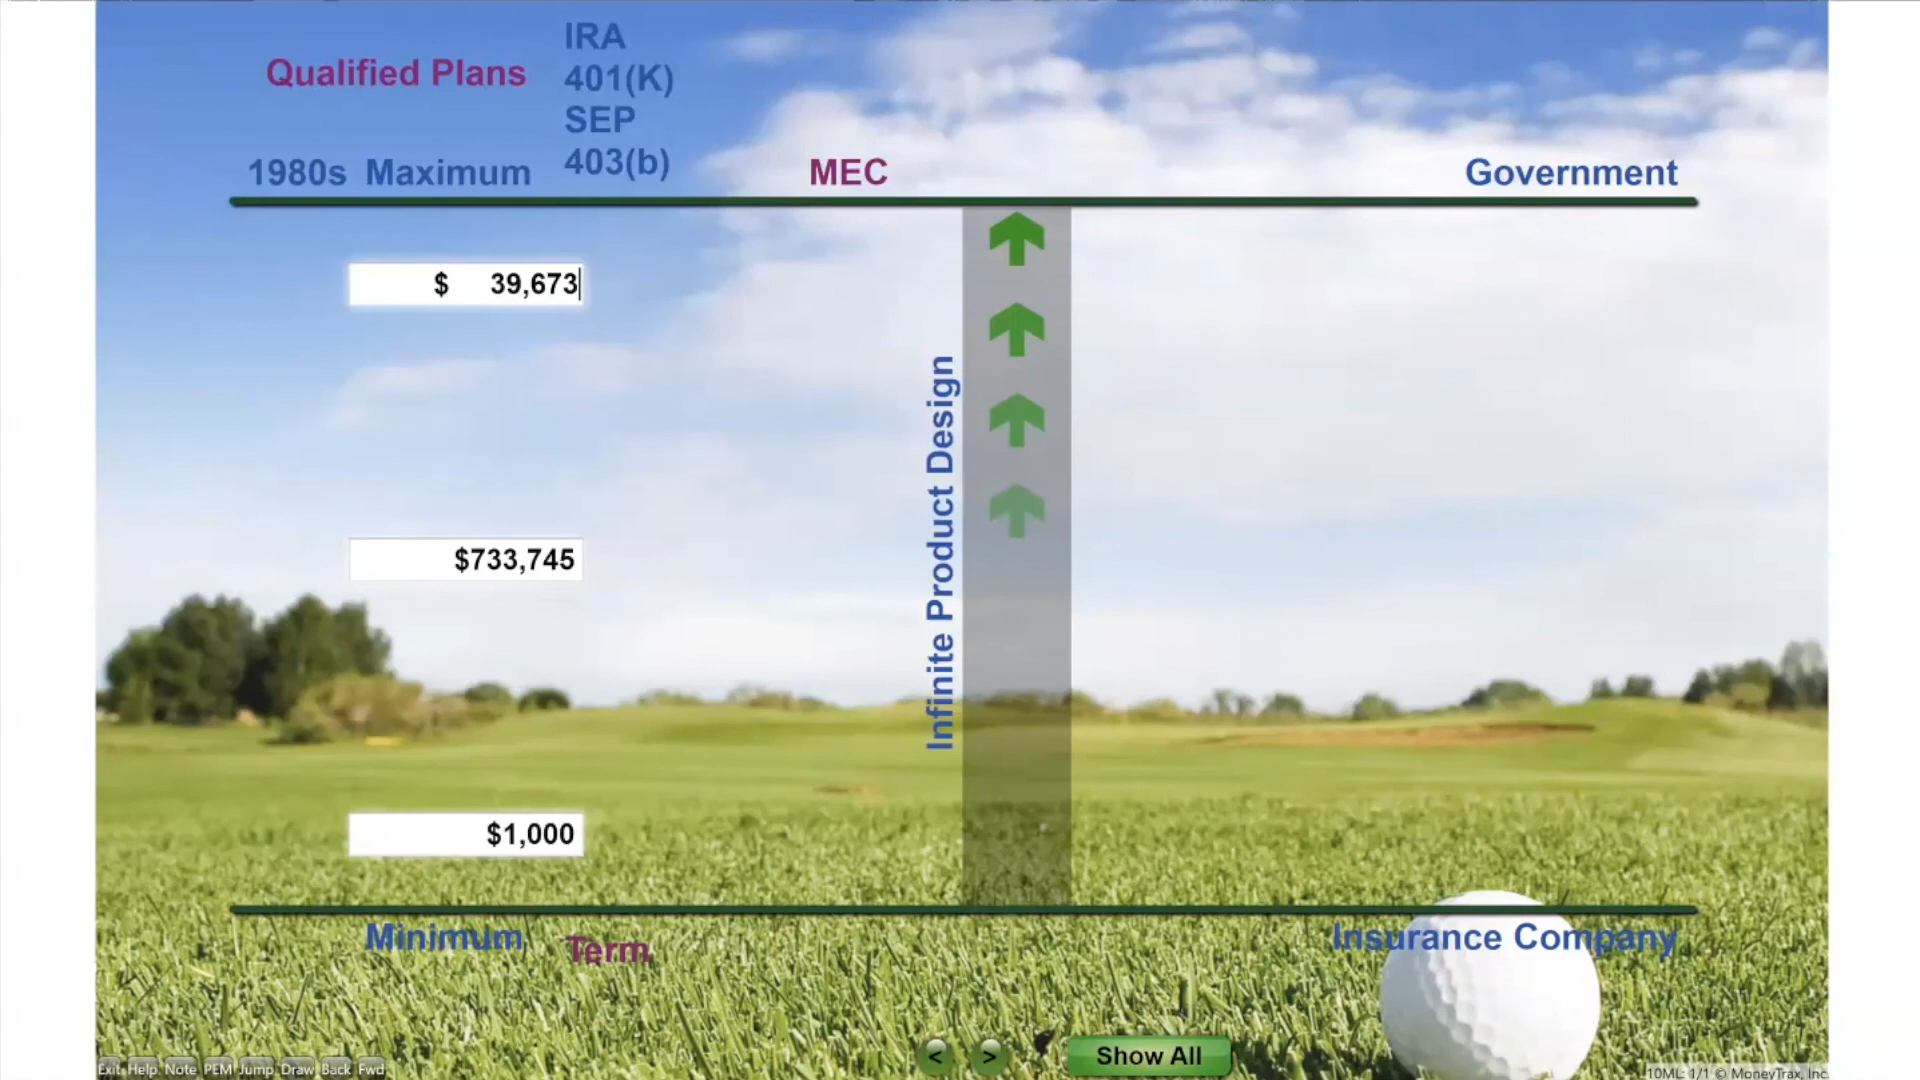 IRA
Qualified Plans
401(K)
SEP
1980s Maximum
403(b)
MEC
Government
$ 39,673
Infinite Product Design
$733,745
$1,000
Minimum
Term
Insurance Company
< > Show All
Exit Help Note PEM Jump Draw Back Fwd
10ML: 1/1 © MoneyTrax, Inc.